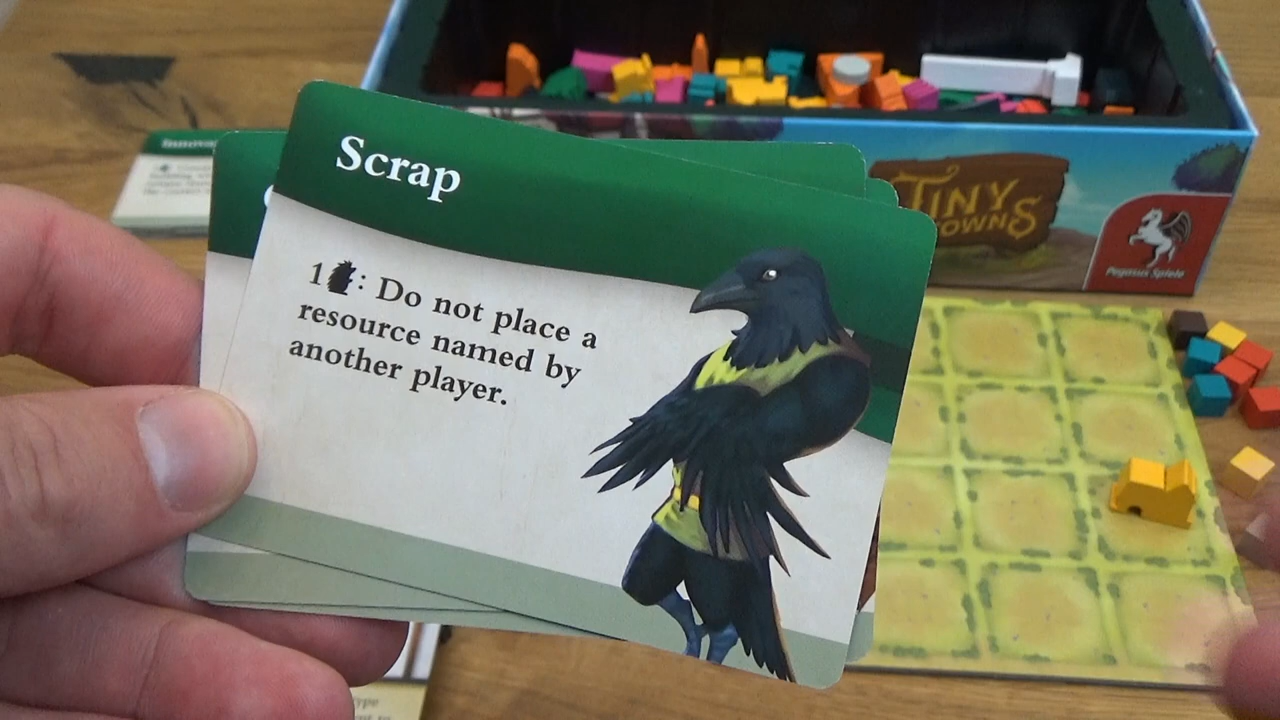 Scrap
1 : Do not place a
resource named by
another player.
TINY
TOWNS
Pegasus Spiele